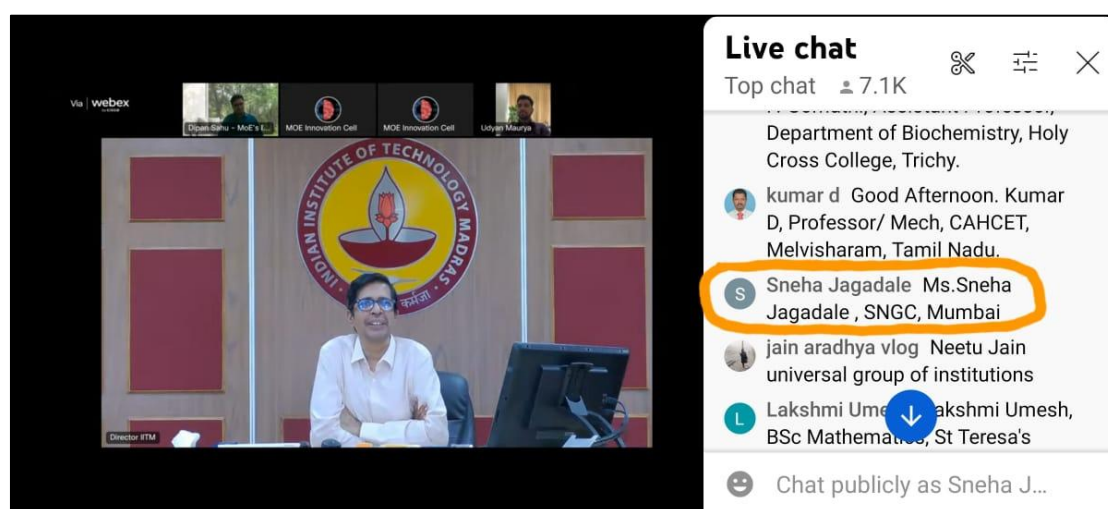 Via webex
Dipan Sahu - MoE's I...
MOE Innovation Cell
MOE Innovation Cell
Udyan Maurya
INDIAN INSTITUTE OF TECHNOLOGY MADRAS
कर्मजा
Director IITM
Live chat
Top chat 7.1K
Department of Biochemistry, Holy
Cross College, Trichy.
kumar d Good Afternoon. Kumar
D, Professor/ Mech, CAHCET,
Melvisharam, Tamil Nadu.
S
Sneha Jagadale Ms.Sneha
Jagadale , SNGC, Mumbai
jain aradhya vlog Neetu Jain
universal group of institutions
L
Lakshmi Ume akshmi Umesh,
BSc Mathema , St Teresa's
Chat publicly as Sneha J...